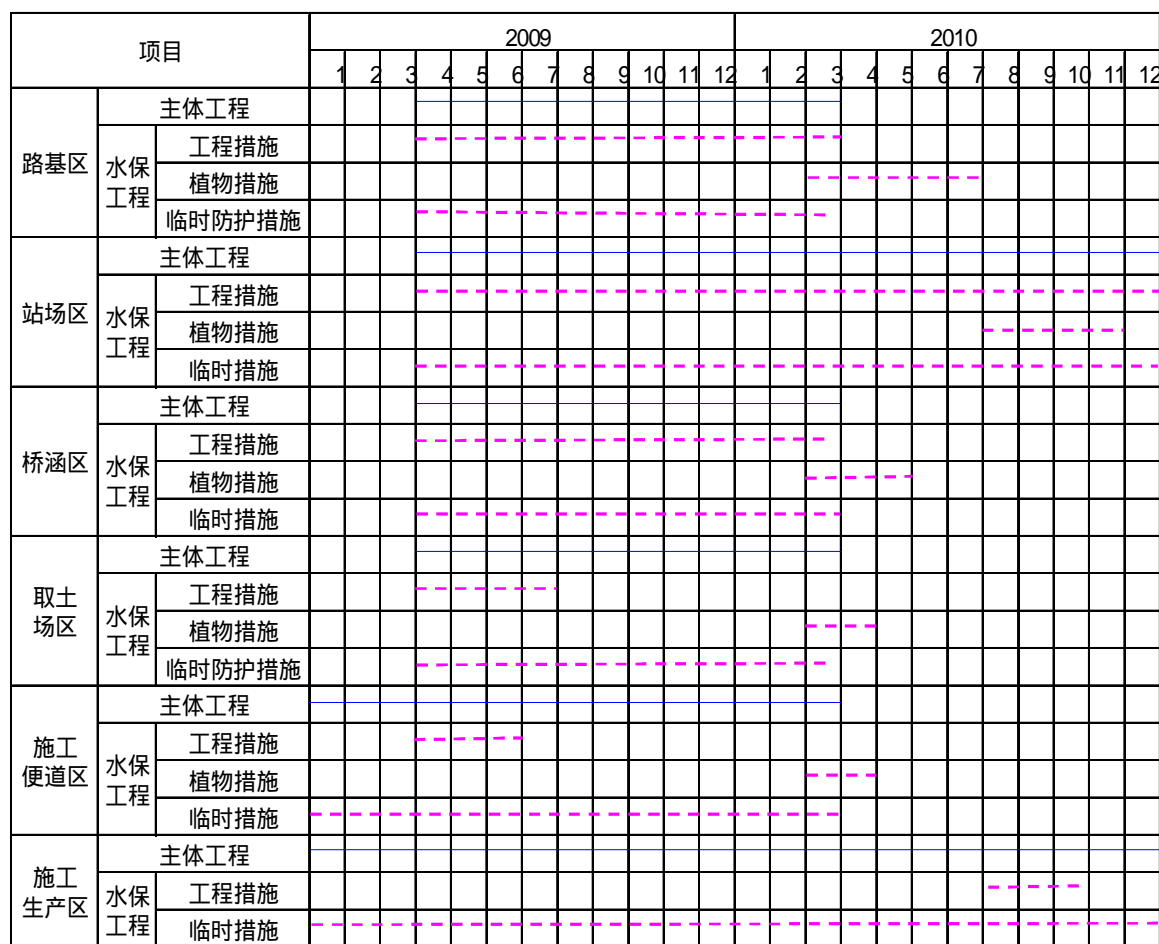 项目
2009
2010
1 2 3 4 5 6 7 8 9 10 11 12 1 2 3 4 5 6 7 8 9 10 11 12
路基区
主体工程
水保
工程
工程措施
植物措施
临时防护措施
站场区
主体工程
水保
工程
工程措施
植物措施
临时措施
桥涵区
主体工程
水保
工程
工程措施
植物措施
临时措施
取土
场区
主体工程
水保
工程
工程措施
植物措施
临时防护措施
施工
便道区
主体工程
水保
工程
工程措施
植物措施
临时措施
施工
生产区
主体工程
水保
工程
工程措施
临时措施